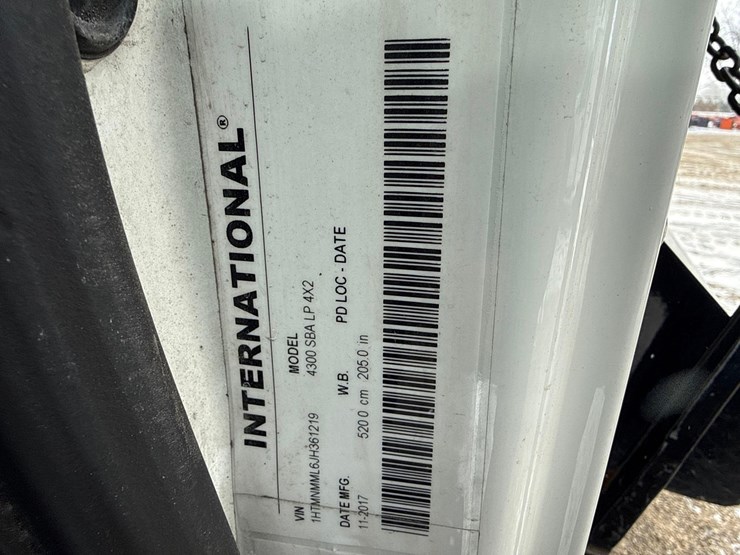 INTERNATIONAL®
VIN MODEL
1HTMNMML6JH361219 4300 SBA LP 4X2
DATE MFG. W.B. PD LOC - DATE
11-2017 520.0 cm 205.0 in